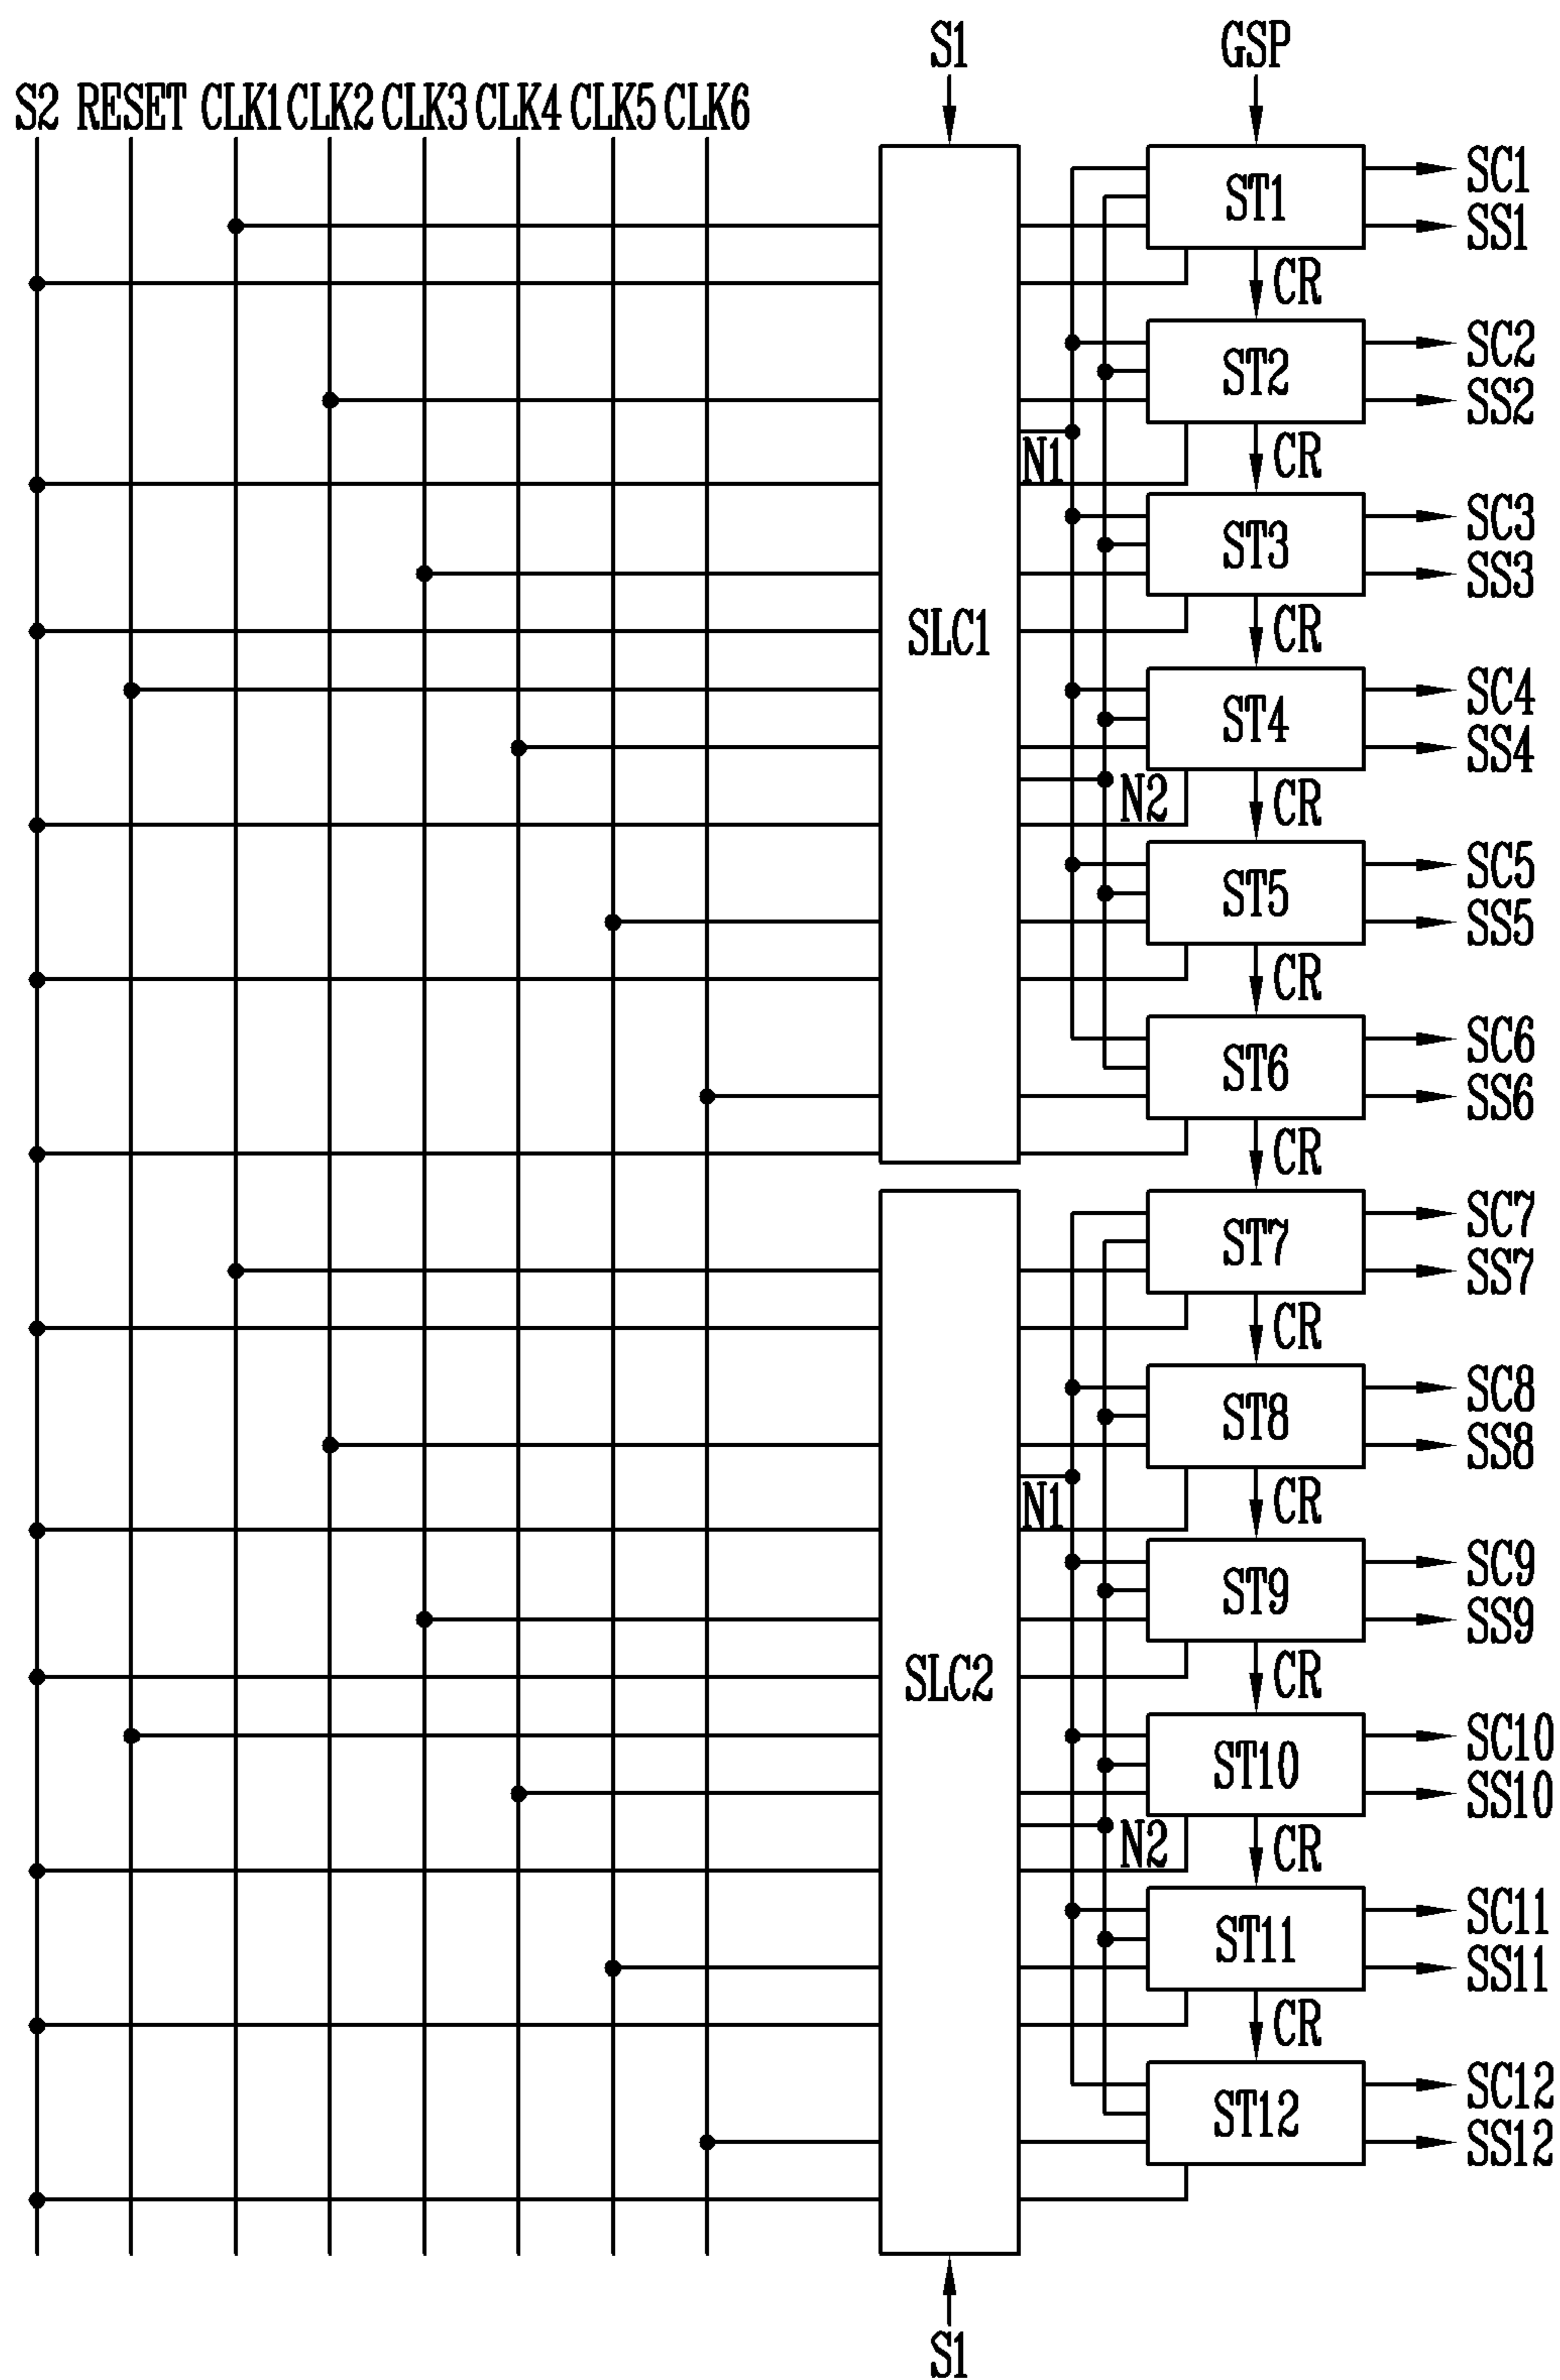 S1 GSP
S2 RESET CLK1 CLK2 CLK3 CLK4 CLK5 CLK6
SC1
ST1
SS1
CR
SC2
ST2
SS2
N1
CR
SC3
ST3
SS3
SLC1
CR
SC4
ST4
SS4
N2
CR
SC5
ST5
SS5
CR
SC6
ST6
SS6
CR
SC7
ST7
SS7
CR
SC8
ST8
SS8
N1
CR
SC9
ST9
SS9
SLC2
CR
SC10
ST10
SS10
N2
CR
SC11
ST11
SS11
CR
SC12
ST12
SS12
S1